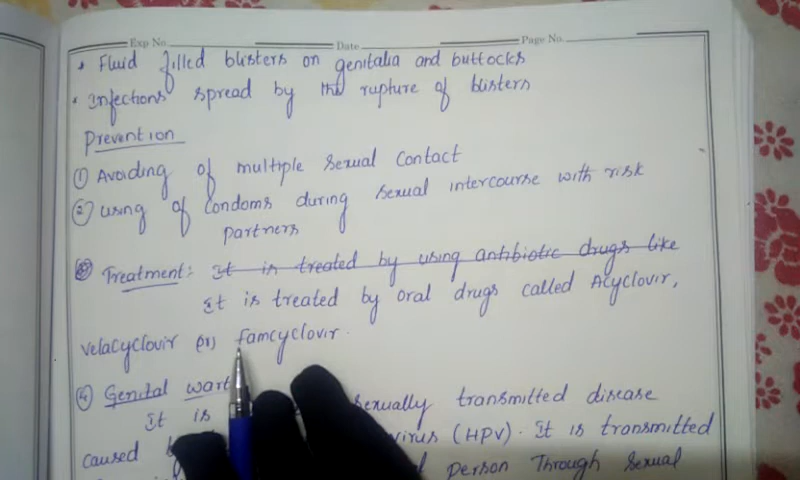 Exp No. Date Page No.
• Fluid filled blisters on genitalia and buttocks
• Infections spread by the rupture of blisters
Prevention
① Avoiding of multiple sexual contact
② using of condoms during sexual intercourse with risk
partners
Treatment: It is treated by using antibiotic drugs like
It is treated by oral drugs called Acyclovir,
velacyclovir (or) famcyclovir.
④ Genital wart
It is sexually transmitted disease
caused virus (HPV). It is transmitted
person Through sexual